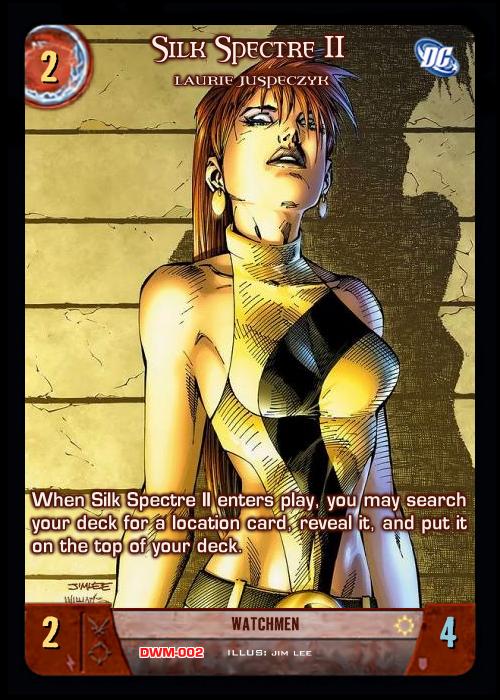 2
SILK SPECTRE II
LAURIE JUSPECZYK
DC
When Silk Spectre II enters play, you may search
your deck for a location card, reveal it, and put it
on the top of your deck.
JIMLEE
WILLIAMS
2
WATCHMEN
4
DWM-002
ILLUS: JIM LEE